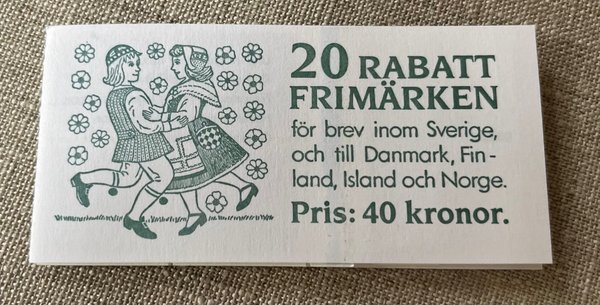 20 RABATT
FRIMÄRKEN
för brev inom Sverige,
och till Danmark, Fin-
land, Island och Norge.
Pris: 40 kronor.